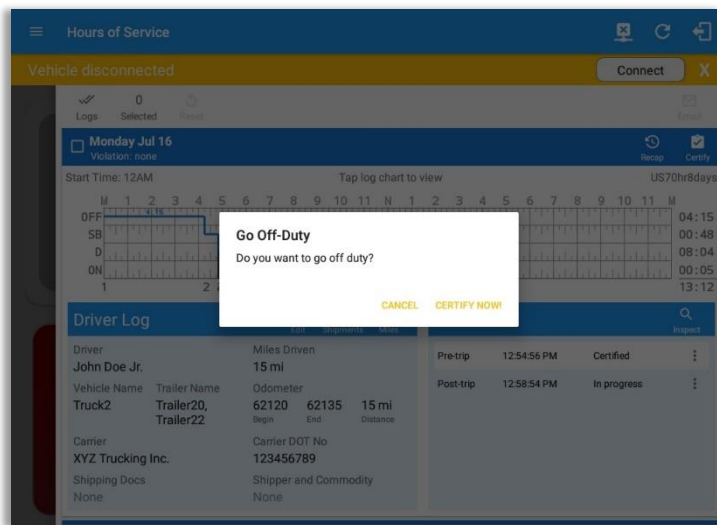 Hours of Service
Vehicle disconnected
Connect X
Logs 0 Selected Reset Email
Monday Jul 16
Violation: none
Recap Certify
Start Time: 12AM Tap log chart to view US70hr8days
M 1 2 3 4 5 6 7 8 9 10 11 N 1 2 3 4 5 6 7 8 9 10 11 M
OFF 04:15
SB 00:48
D 08:04
ON 00:05
1 2 13:12
Go Off-Duty
Do you want to go off duty?
CANCEL CERTIFY NOW!
Driver Log
Edit Shipments Miles Inspect
Driver Miles Driven
John Doe Jr. 15 mi
Vehicle Name Trailer Name Odometer
Truck2 Trailer20, Trailer22 62120 62135 15 mi
Begin End Distance
Carrier Carrier DOT No
XYZ Trucking Inc. 123456789
Shipping Docs Shipper and Commodity
None None
Pre-trip 12:54:56 PM Certified
Post-trip 12:58:54 PM In progress